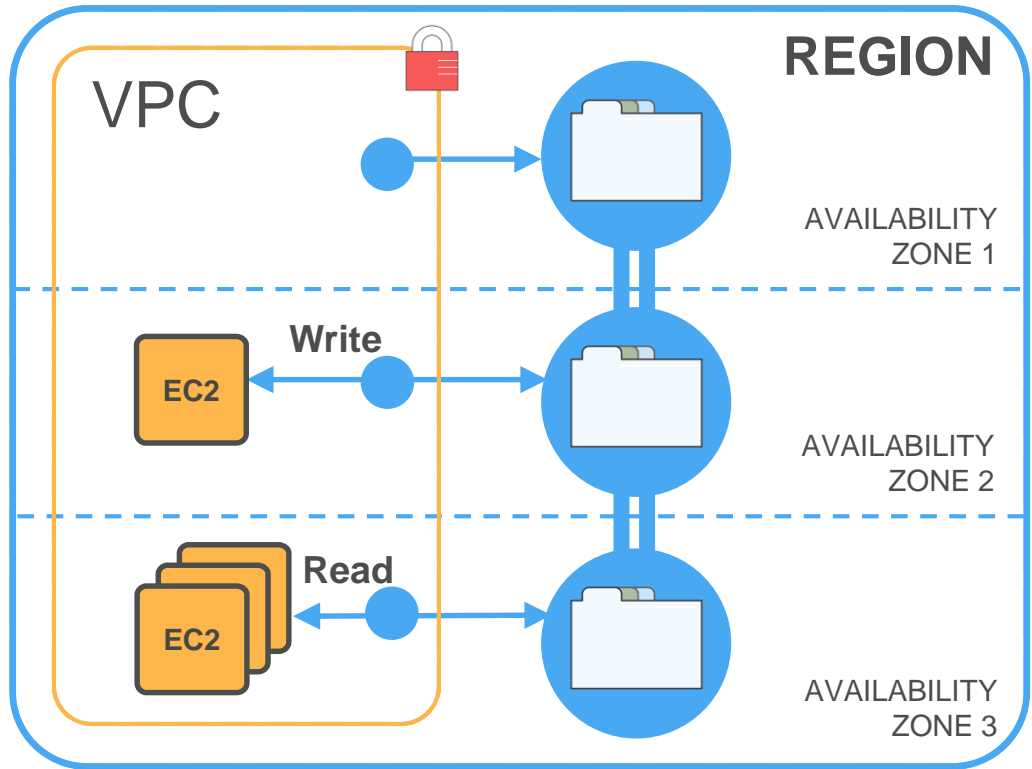 REGION
VPC
AVAILABILITY
ZONE 1
Write
EC2
AVAILABILITY
ZONE 2
Read
EC2
AVAILABILITY
ZONE 3